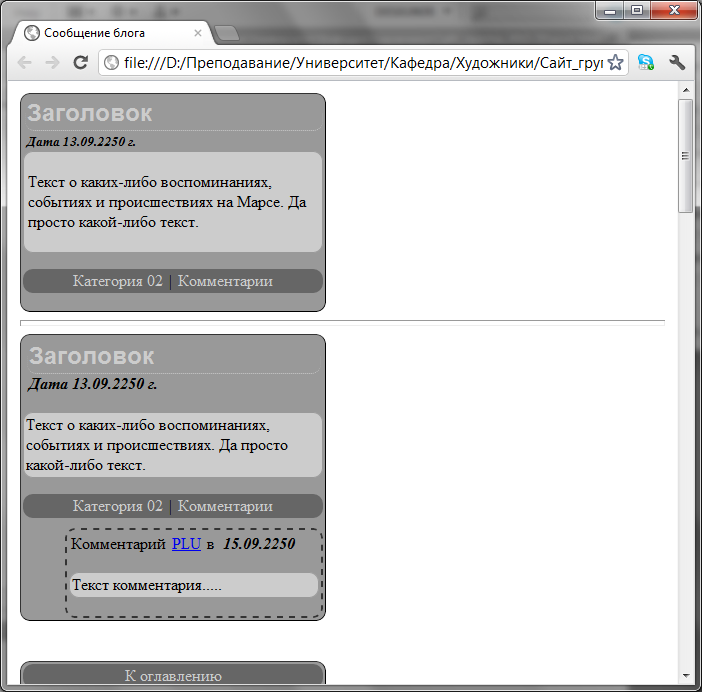 Сообщение блога
file:///D:/Преподавание/Университет/Кафедра/Художники/Сайт_груп
Заголовок
Дата 13.09.2250 г.
Текст о каких-либо воспоминаниях,
событиях и происшествиях на Марсе. Да
просто какой-либо текст.
Категория 02 | Комментарии
Заголовок
Дата 13.09.2250 г.
Текст о каких-либо воспоминаниях,
событиях и происшествиях. Да просто
какой-либо текст.
Категория 02 | Комментарии
Комментарий PLU в 15.09.2250
Текст комментария.....
К оглавлению